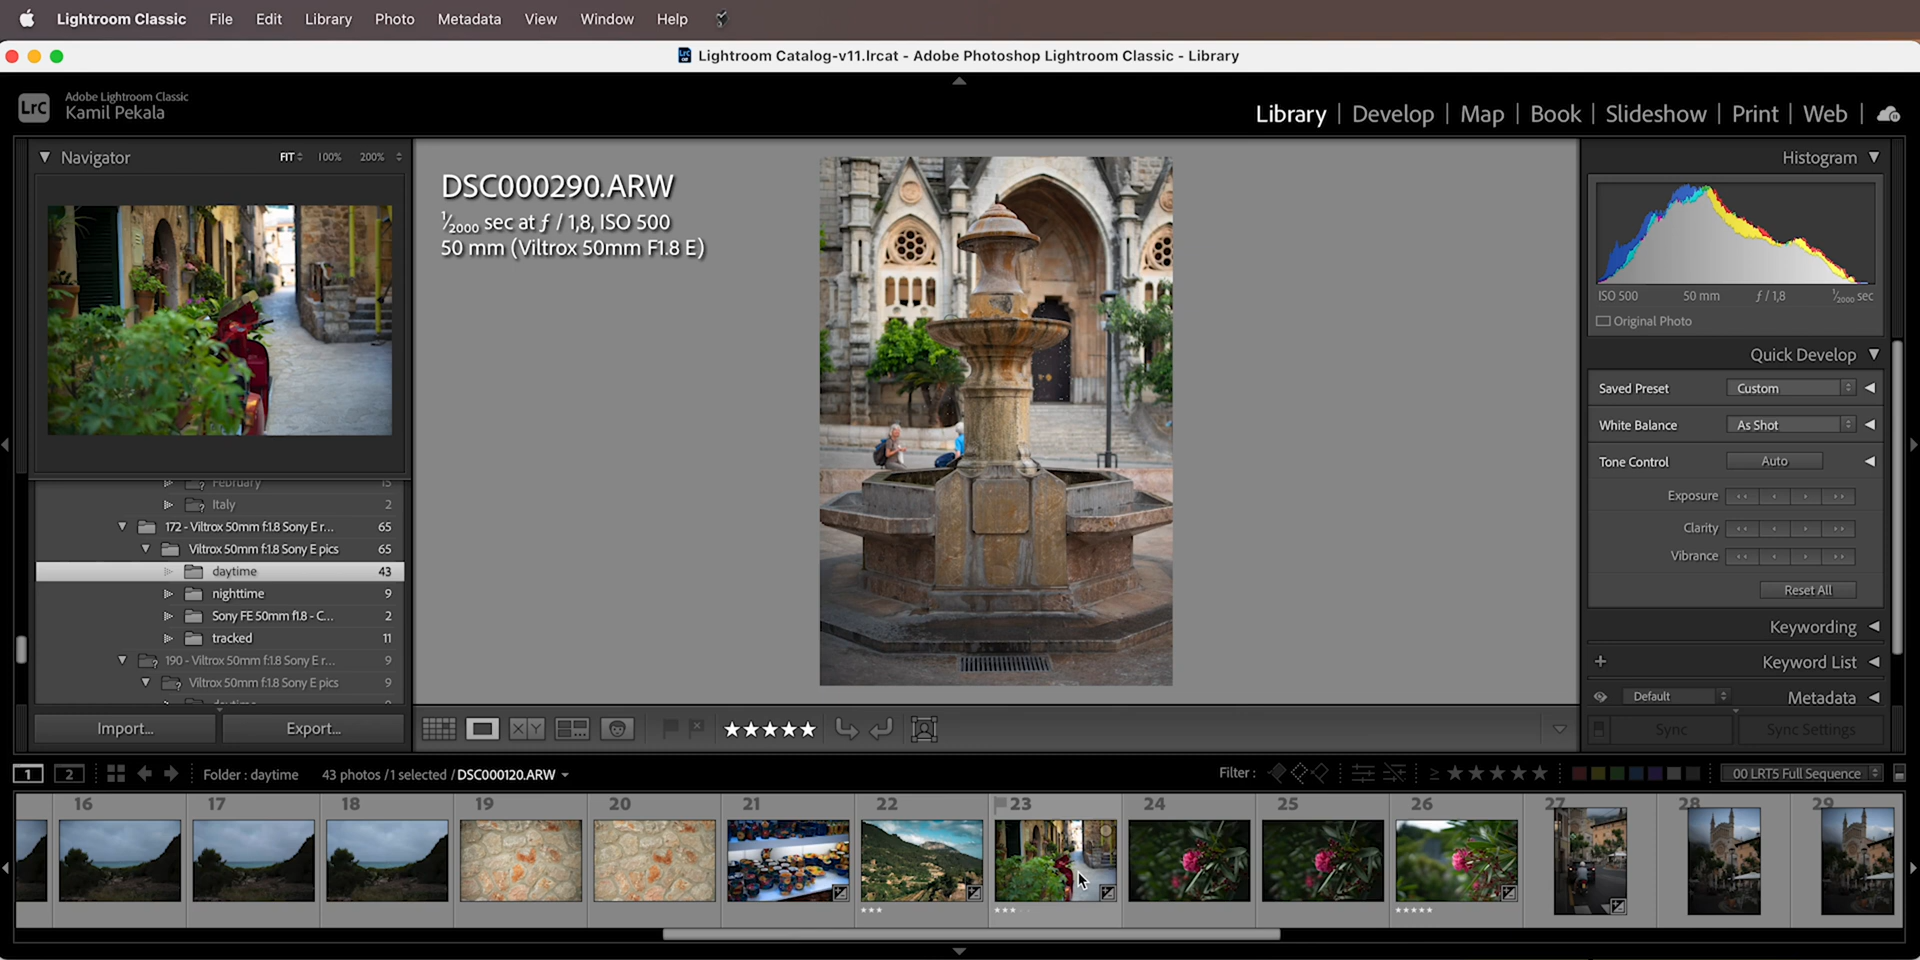 Lightroom Classic File Edit Library Photo Metadata View Window Help
Lightroom Catalog-v11.lrcat - Adobe Photoshop Lightroom Classic - Library
LrC
Adobe Lightroom Classic
Kamil Pekala
Library | Develop | Map | Book | Slideshow | Print | Web |
Navigator FIT 100% 200%
DSC000290.ARW
1/2000 sec at ƒ / 1,8, ISO 500
50 mm (Viltrox 50mm F1.8 E)
Histogram
ISO 500 50 mm ƒ / 1,8 1/2000 sec
Original Photo
Quick Develop
Saved Preset Custom
White Balance As Shot
Tone Control Auto
Exposure
Clarity
Vibrance
Reset All
Keywording
Keyword List
Default Metadata
Sync Sync Settings
February 15
Italy 2
172 - Viltrox 50mm f:1.8 Sony E r... 65
Viltrox 50mm f:1.8 Sony E pics 65
daytime 43
nighttime 9
Sony FE 50mm f1.8 - C... 2
tracked 11
190 - Viltrox 50mm f:1.8 Sony E r... 9
Viltrox 50mm f:1.8 Sony E pics 9
Import... Export...
X Y
1 2 Folder : daytime 43 photos / 1 selected / DSC000120.ARW Filter : ≥ 00 LRT5 Full Sequence
16 17 18 19 20 21 22 23 24 25 26 27 28 29